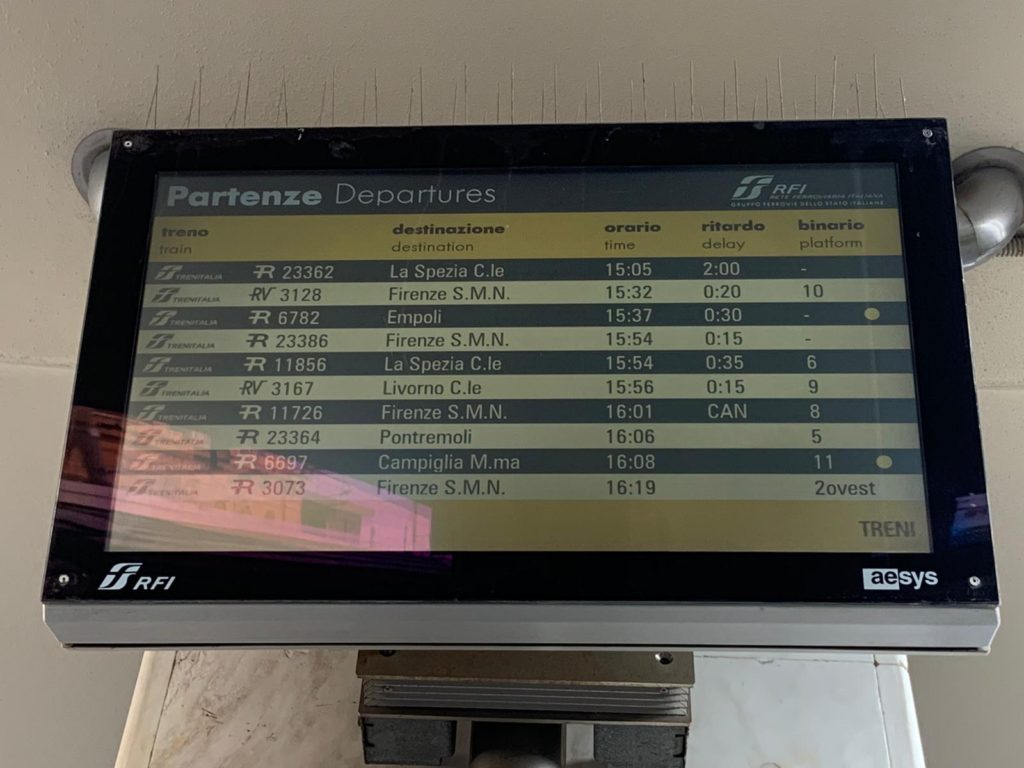 Partenze Departures RFI
RETE FERROVIARIA ITALIANA
GRUPPO FERROVIE DELLO STATO ITALIANE
treno destinazione orario ritardo binario
train destination time delay platform
TRENITALIA R 23362 La Spezia C.le 15:05 2:00 -
TRENITALIA RV 3128 Firenze S.M.N. 15:32 0:20 10
TRENITALIA R 6782 Empoli 15:37 0:30 -
TRENITALIA R 23386 Firenze S.M.N. 15:54 0:15 -
TRENITALIA R 11856 La Spezia C.le 15:54 0:35 6
TRENITALIA RV 3167 Livorno C.le 15:56 0:15 9
TRENITALIA R 11726 Firenze S.M.N. 16:01 CAN 8
TRENITALIA R 23364 Pontremoli 16:06 5
TRENITALIA R 6697 Campiglia M.ma 16:08 11
TRENITALIA R 3073 Firenze S.M.N. 16:19 2ovest
TRENI
RFI aesys